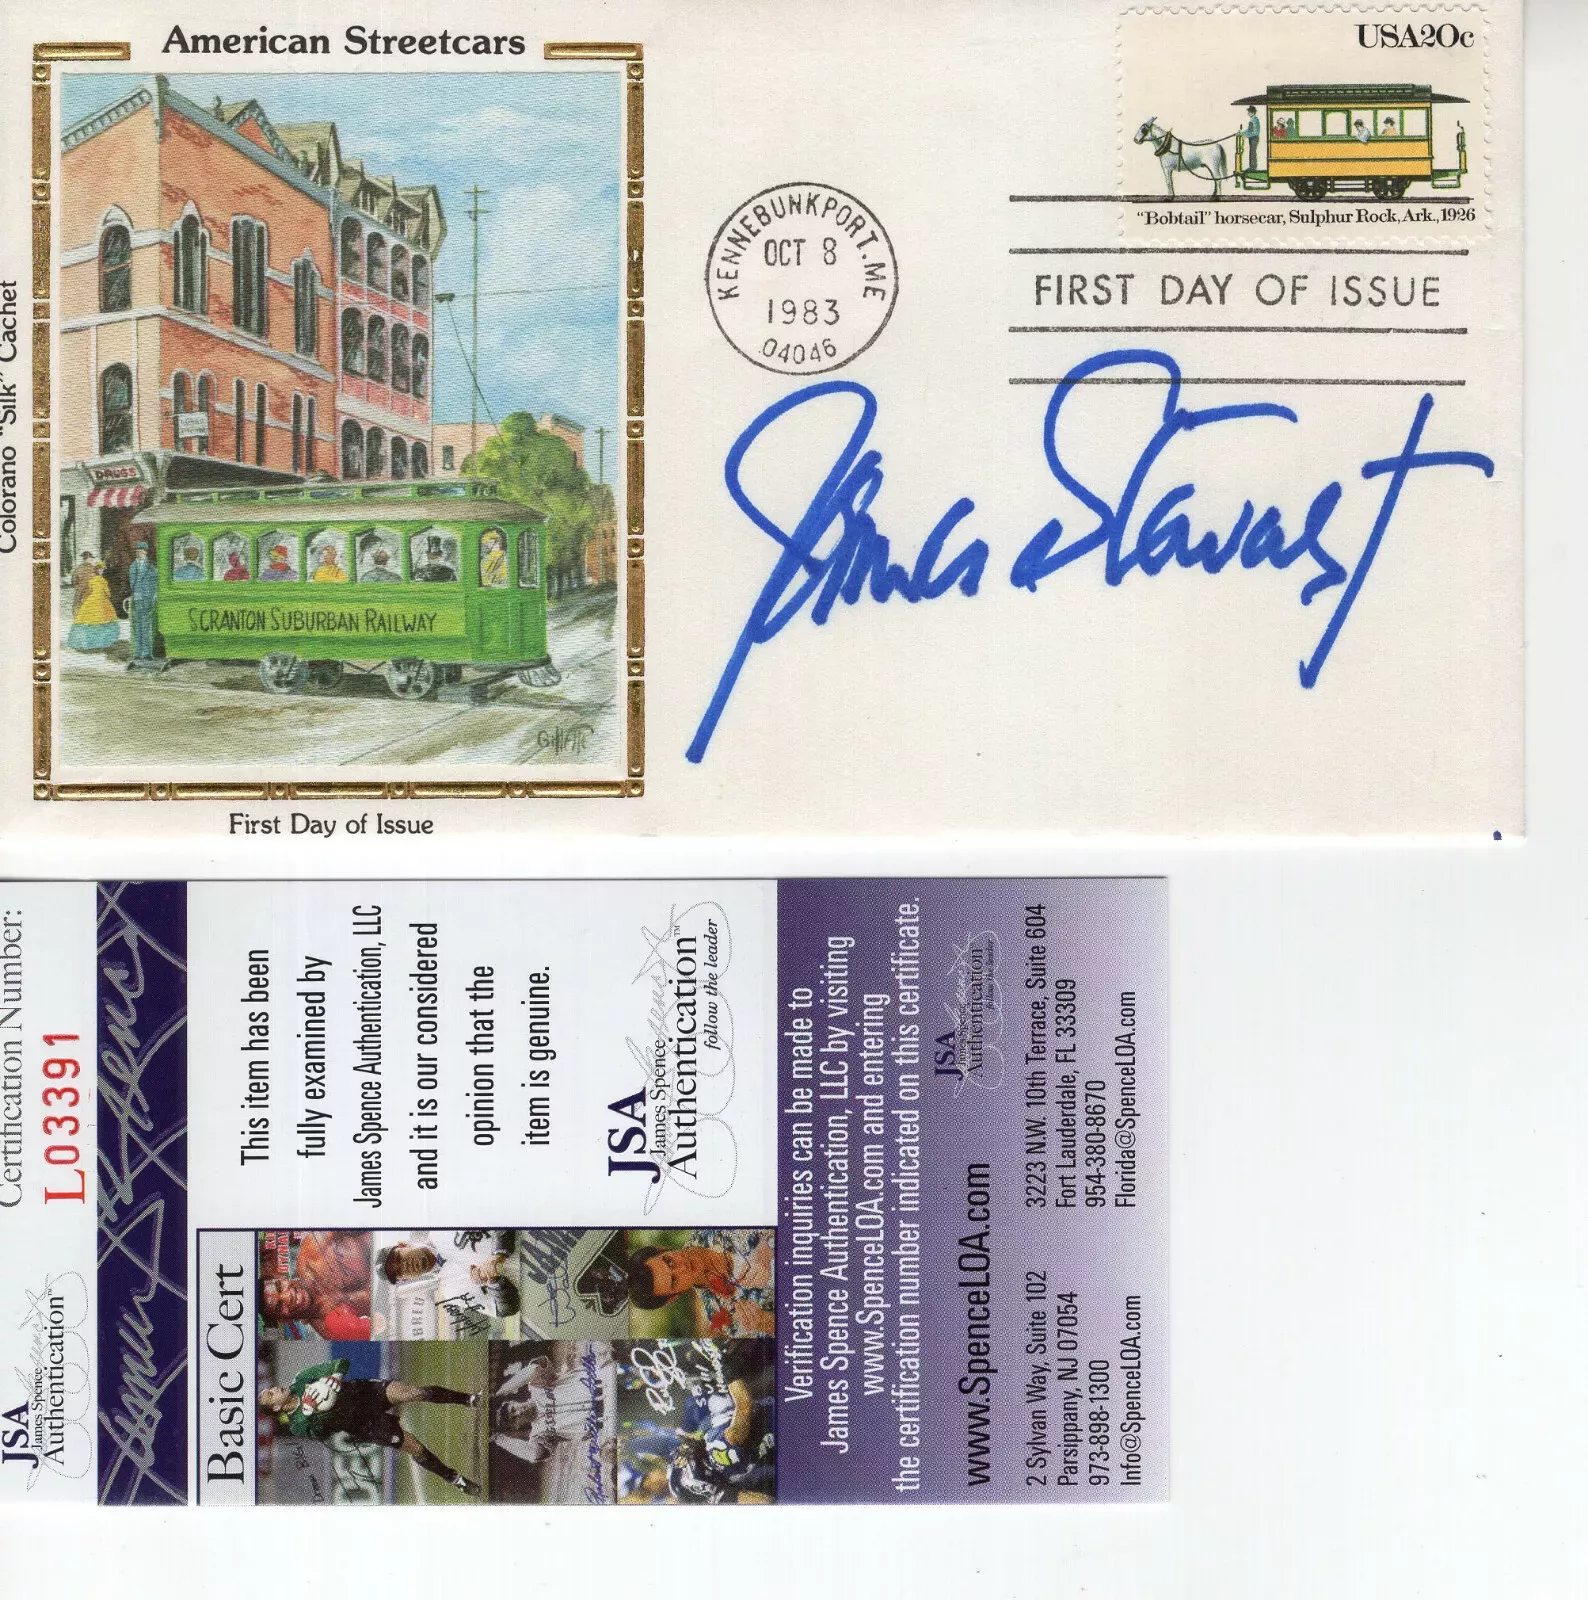 American Streetcars
Colorano "Silk" Cachet
DRUGS
SCRANTON SUBURBAN RAILWAY
First Day of Issue
USA20c
"Bobtail" horsecar, Sulphur Rock, Ark., 1926
KENNEBUNKPORT, ME
OCT 8
1983
04046
FIRST DAY OF ISSUE
James Stewart
Certification Number:
L03391
JSA
James Spence
Authentication™
This item has been
fully examined by
James Spence Authentication, LLC
and it is our considered
opinion that the
item is genuine.
JSA
James Spence
Authentication™
follow the leader
Basic Cert
Verification inquiries can be made to
James Spence Authentication, LLC by visiting
www.SpenceLOA.com and entering
the certification number indicated on this certificate.
JSA
James Spence
Authentication
follow the leader
www.SpenceLOA.com
2 Sylvan Way, Suite 102
Parsippany, NJ 07054
973-898-1300
Info@SpenceLOA.com
3223 N.W. 10th Terrace, Suite 604
Fort Lauderdale, FL 33309
954-380-8670
Florida@SpenceLOA.com